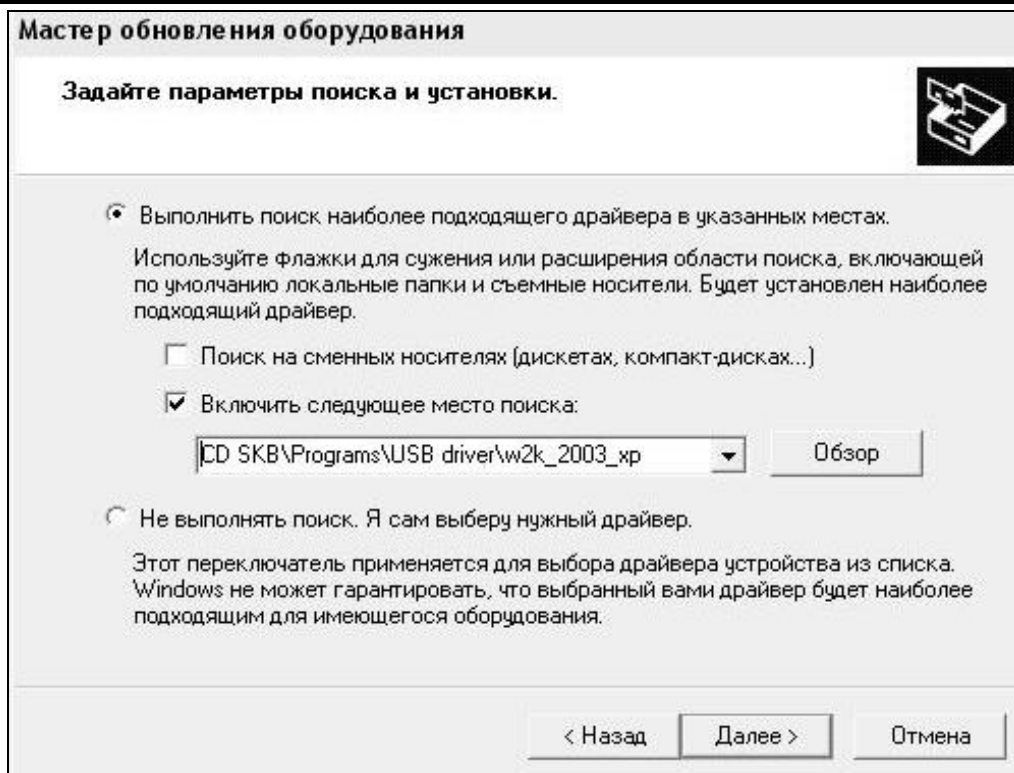 Мастер обновления оборудования
Задайте параметры поиска и установки.
Выполнить поиск наиболее подходящего драйвера в указанных местах.
Используйте флажки для сужения или расширения области поиска, включающей
по умолчанию локальные папки и съемные носители. Будет установлен наиболее
подходящий драйвер.
Поиск на сменных носителях (дискетах, компакт-дисках...)
Включить следующее место поиска:
CD SKB\Programs\USB driver\w2k_2003_xp
Обзор
Не выполнять поиск. Я сам выберу нужный драйвер.
Этот переключатель применяется для выбора драйвера устройства из списка.
Windows не может гарантировать, что выбранный вами драйвер будет наиболее
подходящим для имеющегося оборудования.
< Назад Далее > Отмена